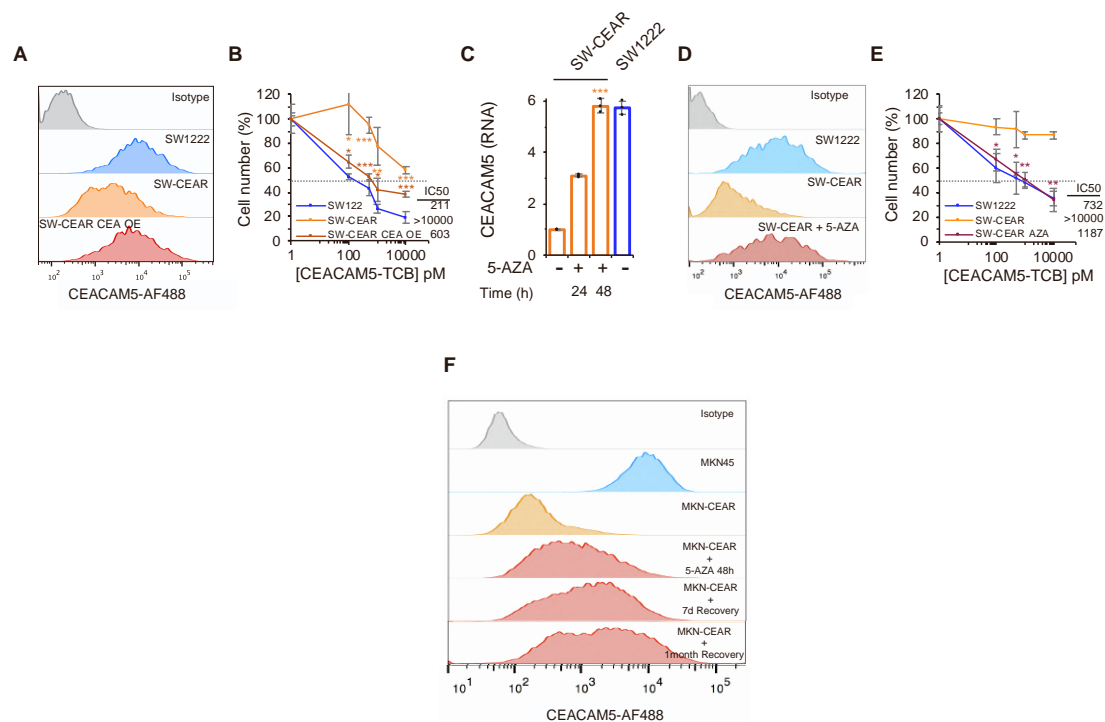 A
Isotype
SW1222
SW-CEAR
SW-CEAR CEA OE
10² 10³ 10⁴ 10⁵
CEACAM5-AF488
B
Cell number (%)
120
100
80
60
40
20
0
*
*
***
***
**
**
***
***
IC50
SW122 211
SW-CEAR >10000
SW-CEAR CEA OE 603
1 100 10000
[CEACAM5-TCB] pM
C
SW-CEAR
SW1222
CEACAM5 (RNA)
6
4
2
0
***
5-AZA - + + -
Time (h) 24 48
D
Isotype
SW1222
SW-CEAR
SW-CEAR + 5-AZA
10² 10³ 10⁴ 10⁵
CEACAM5-AF488
E
Cell number (%)
120
100
80
60
40
20
0
*
*
**
**
IC50
SW1222 732
SW-CEAR >10000
SW-CEAR AZA 1187
1 100 10000
[CEACAM5-TCB] pM
F
Isotype
MKN45
MKN-CEAR
MKN-CEAR
+
5-AZA 48h
MKN-CEAR
+
7d Recovery
MKN-CEAR
+
1month Recovery
10¹ 10² 10³ 10⁴ 10⁵
CEACAM5-AF488